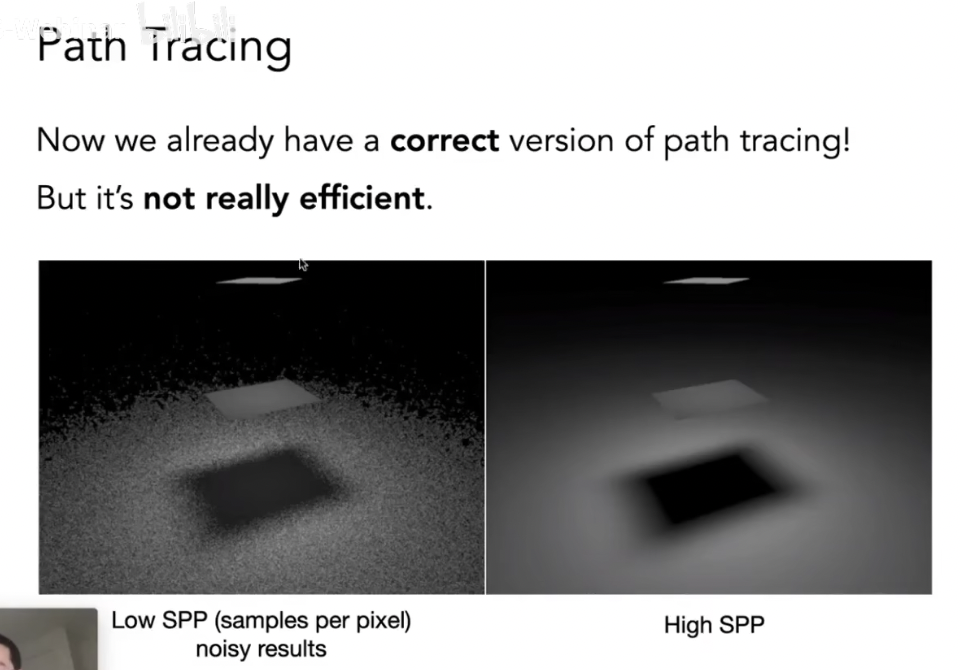 Path Tracing
Now we already have a correct version of path tracing!
But it's not really efficient.
Low SPP (samples per pixel)
noisy results
High SPP